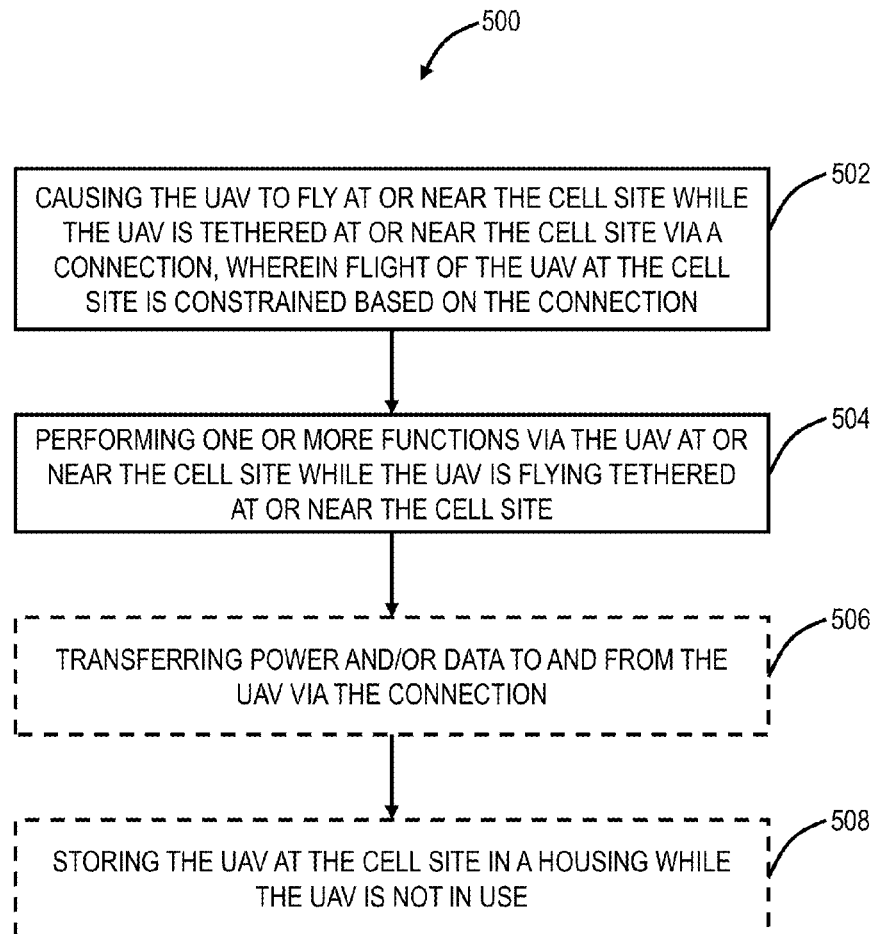 500
502
CAUSING THE UAV TO FLY AT OR NEAR THE CELL SITE WHILE
THE UAV IS TETHERED AT OR NEAR THE CELL SITE VIA A
CONNECTION, WHEREIN FLIGHT OF THE UAV AT THE CELL
SITE IS CONSTRAINED BASED ON THE CONNECTION
504
PERFORMING ONE OR MORE FUNCTIONS VIA THE UAV AT OR
NEAR THE CELL SITE WHILE THE UAV IS FLYING TETHERED
AT OR NEAR THE CELL SITE
506
TRANSFERRING POWER AND/OR DATA TO AND FROM THE
UAV VIA THE CONNECTION
508
STORING THE UAV AT THE CELL SITE IN A HOUSING WHILE
THE UAV IS NOT IN USE